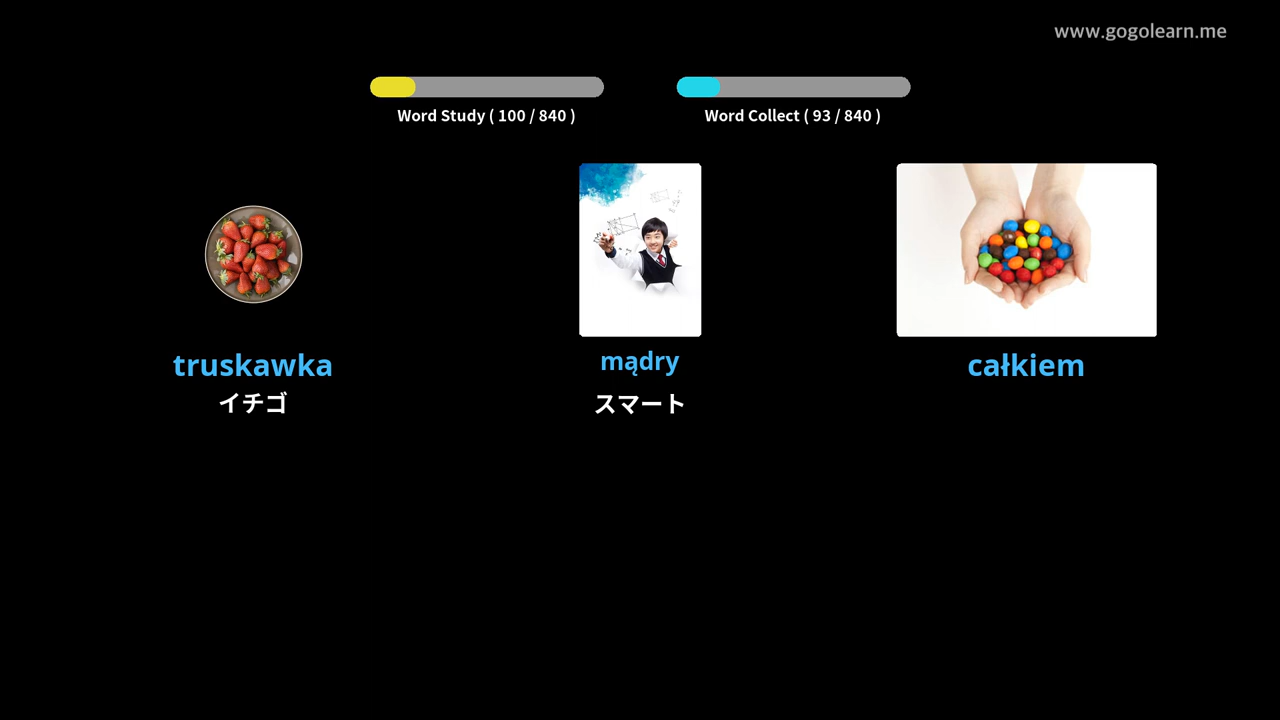 www.gogolearn.me
Word Study ( 100 / 840 )
Word Collect ( 93 / 840 )
truskawka
イチゴ
mądry
スマート
całkiem